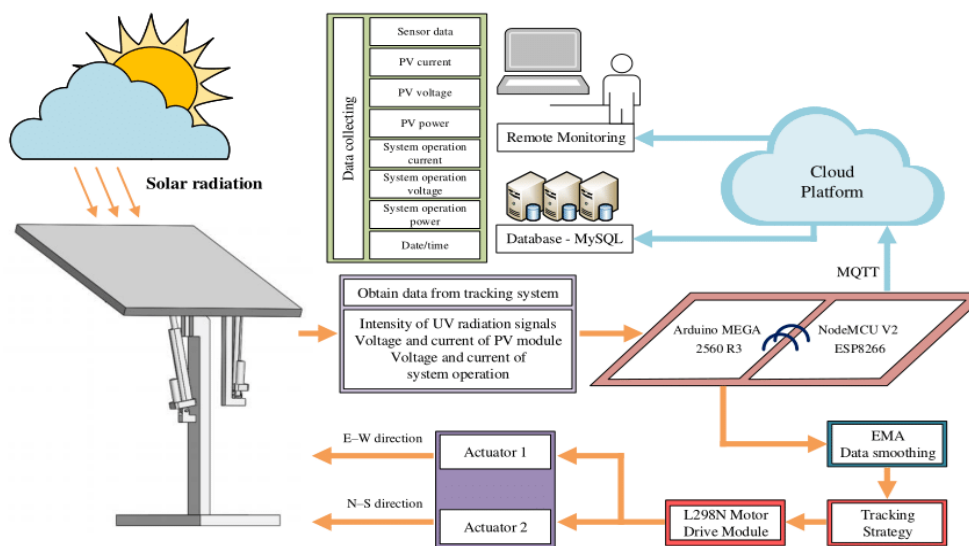 Solar radiation
Data collecting
Sensor data
PV current
PV voltage
PV power
System operation
current
System operation
voltage
System operation
power
Date/time
Remote Monitoring
Database - MySQL
Cloud
Platform
MQTT
Obtain data from tracking system
Intensity of UV radiation signals
Voltage and current of PV module
Voltage and current of
system operation
Arduino MEGA
2560 R3
NodeMCU V2
ESP8266
EMA
Data smoothing
Tracking
Strategy
L298N Motor
Drive Module
E–W direction
Actuator 1
N–S direction
Actuator 2